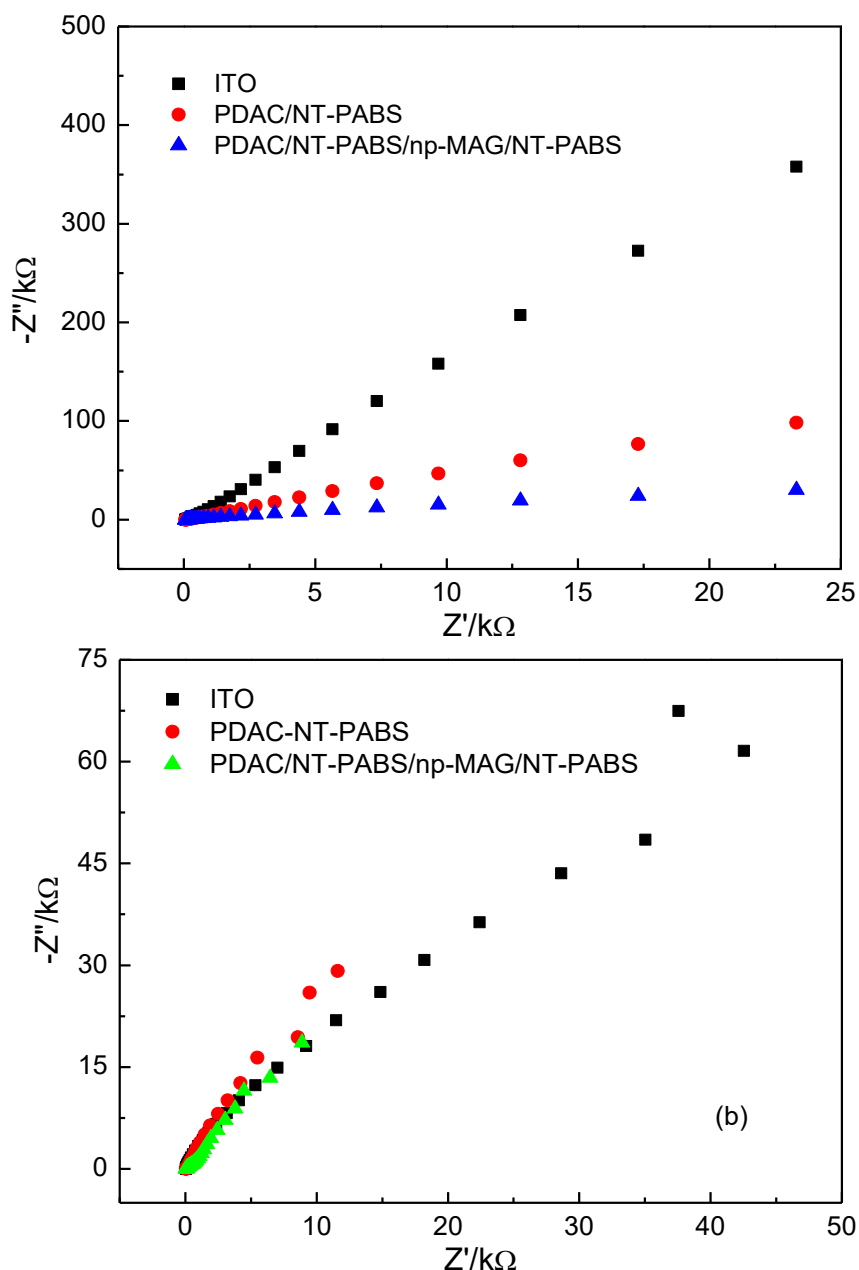 500
400
300
200
100
0
-Z"/kΩ
ITO
PDAC/NT-PABS
PDAC/NT-PABS/np-MAG/NT-PABS
0 5 10 15 20 25
Z'/kΩ
75
60
45
30
15
0
-Z"/kΩ
ITO
PDAC-NT-PABS
PDAC/NT-PABS/np-MAG/NT-PABS
(b)
0 10 20 30 40 50
Z'/kΩ